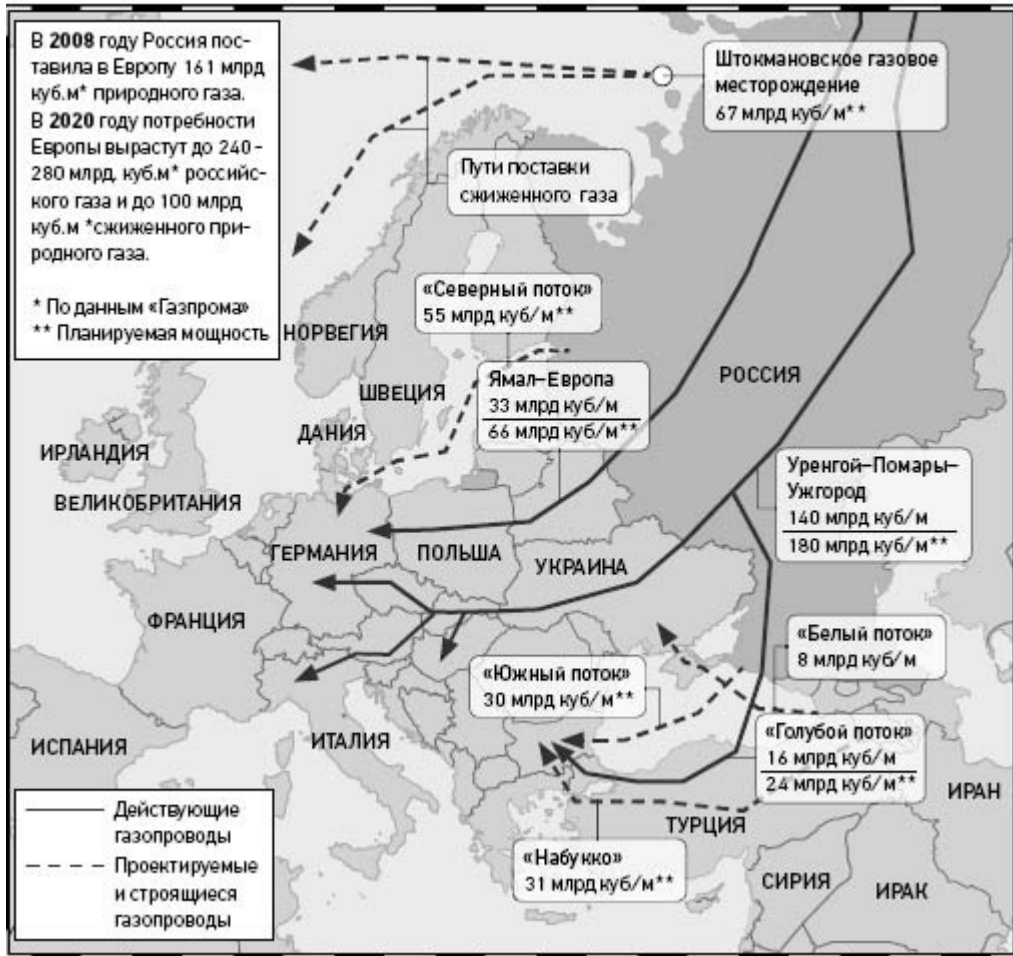 В 2008 году Россия пос-
тавила в Европу 161 млрд
куб.м* природного газа.
В 2020 году потребности
Европы вырастут до 240-
280 млрд. куб.м* россий-
ского газа и до 100 млрд
куб.м *сжиженного при-
родного газа.
* По данным «Газпрома»
** Планируемая мощность
Штокмановское газовое
месторождение
67 млрд куб/м**
Пути поставки
сжиженного газа
«Северный поток»
55 млрд куб/м**
НОРВЕГИЯ
Ямал–Европа
33 млрд куб/м
66 млрд куб/м**
РОССИЯ
ШВЕЦИЯ
ДАНИЯ
ИРЛАНДИЯ
ВЕЛИКОБРИТАНИЯ
Уренгой–Помары–
Ужгород
140 млрд куб/м
180 млрд куб/м**
ГЕРМАНИЯ
ПОЛЬША
УКРАИНА
ФРАНЦИЯ
«Белый поток»
8 млрд куб/м
«Южный поток»
30 млрд куб/м**
ИСПАНИЯ
ИТАЛИЯ
«Голубой поток»
16 млрд куб/м
24 млрд куб/м**
ИРАН
ТУРЦИЯ
Действующие
газопроводы
Проектируемые
и строящиеся
газопроводы
«Набукко»
31 млрд куб/м**
СИРИЯ
ИРАК